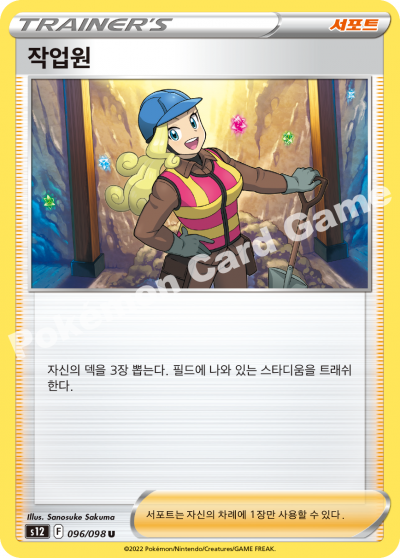 TRAINER'S
서포트
작업원
Pokémon Card Game
자신의 덱을 3장 뽑는다. 필드에 나와 있는 스타디움을 트래쉬
한다.
Illus. Sanosuke Sakuma
s12 F 096/098 U
서포트는 자신의 차례에 1장만 사용할 수 있다.
©2022 Pokémon/Nintendo/Creatures/GAME FREAK.